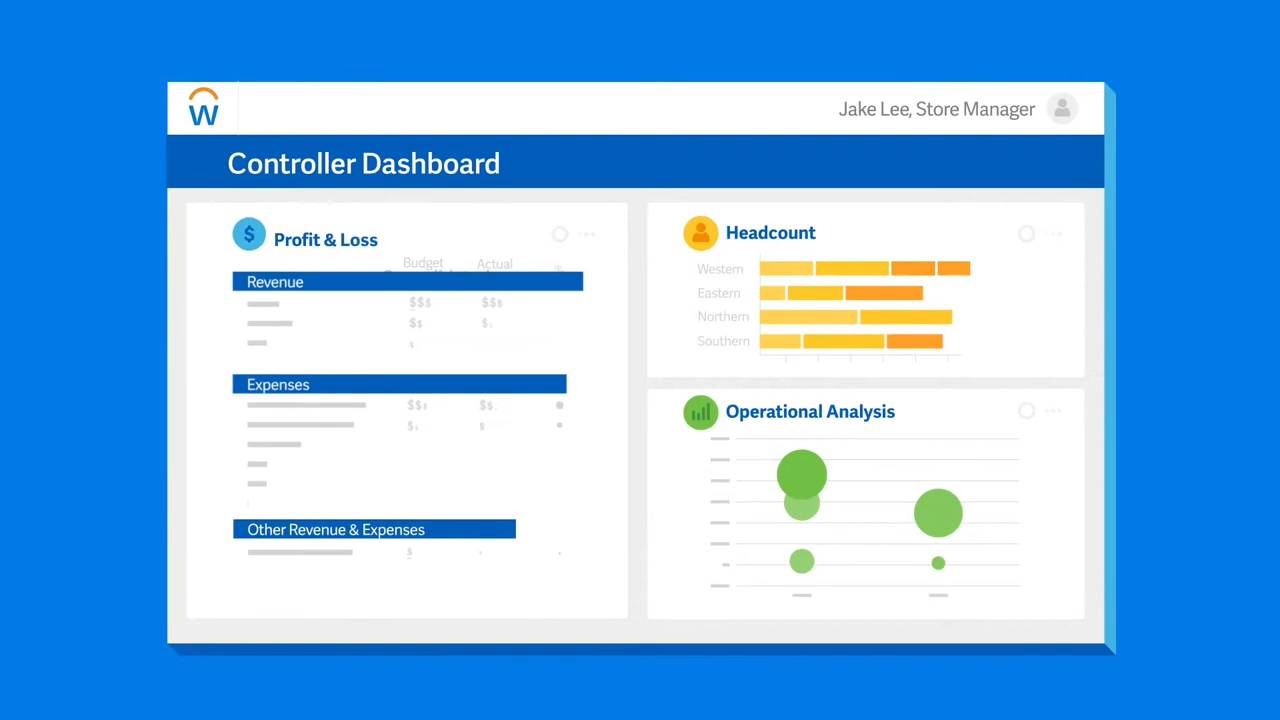 W
Jake Lee, Store Manager
Controller Dashboard
$
Profit & Loss
Budget Actual
Revenue
$$$ $$$
$$ $
$
Expenses
$$$ $$
$ $
Other Revenue & Expenses
$
Headcount
Western
Eastern
Northern
Southern
Operational Analysis